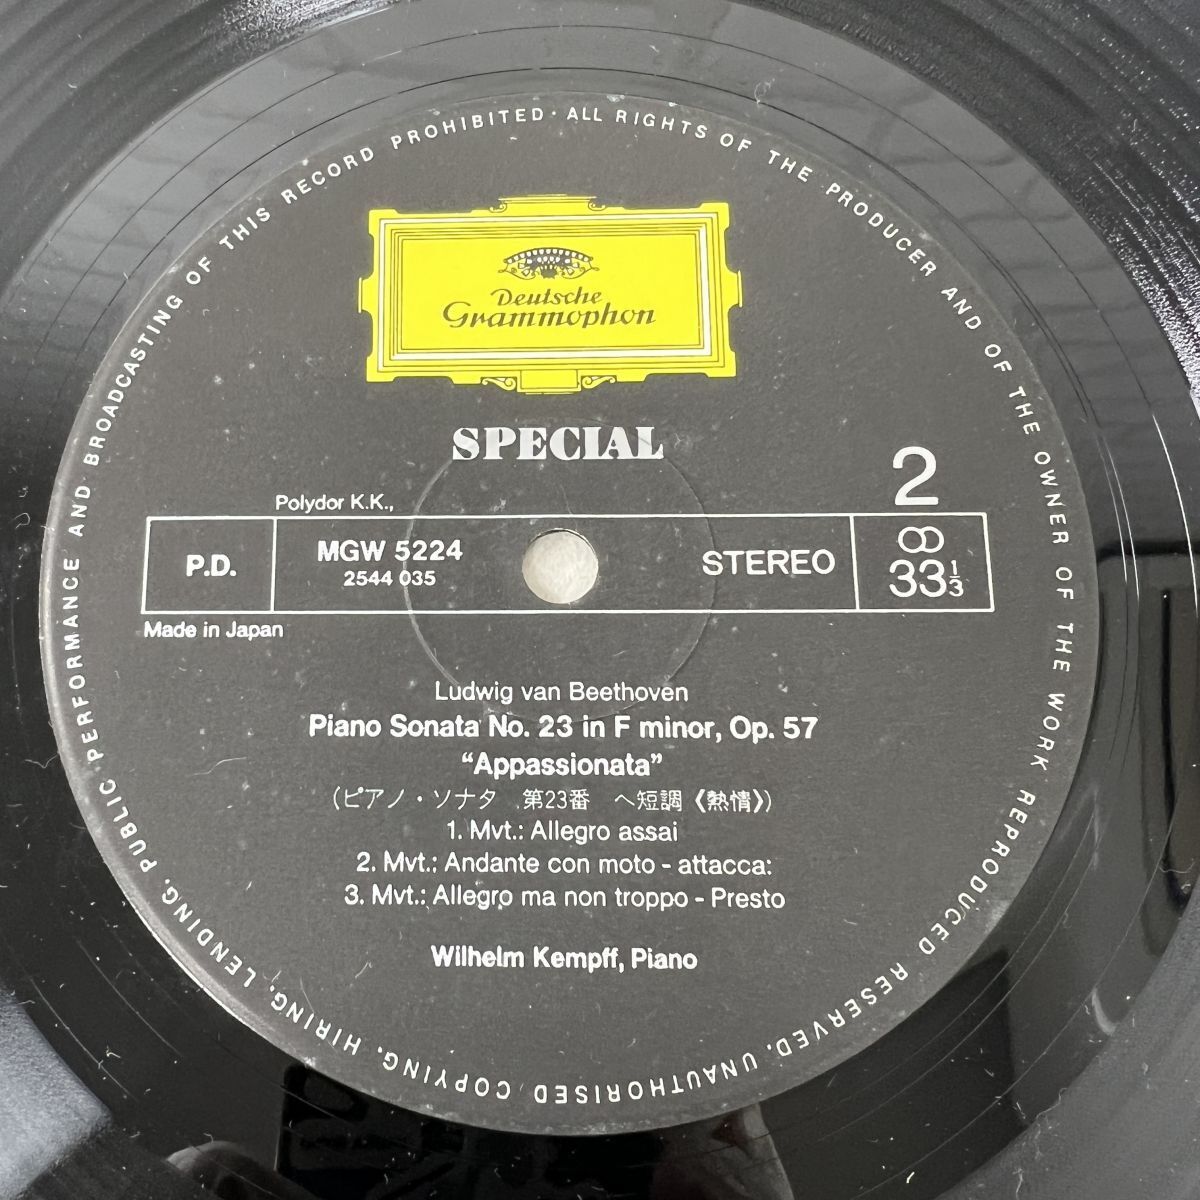 ALL RIGHTS OF THE PRODUCER AND OF THE OWNER OF THE WORK REPRODUCED RESERVED. UNAUTHORISED COPYING, HIRING, LENDING, PUBLIC PERFORMANCE AND BROADCASTING OF THIS RECORD PROHIBITED ·
Deutsche
Grammophon
SPECIAL
2
Polydor K.K.,
P.D.
MGW 5224
2544 035
STEREO
33 1/3
Made in Japan
Ludwig van Beethoven
Piano Sonata No. 23 in F minor, Op. 57
“Appassionata”
(ピアノ・ソナタ 第23番 ヘ短調《熱情》)
1. Mvt.: Allegro assai
2. Mvt.: Andante con moto - attacca:
3. Mvt.: Allegro ma non troppo - Presto
Wilhelm Kempff, Piano